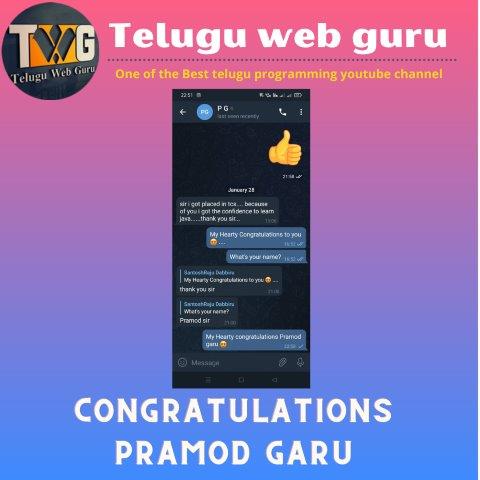 TWG
Telugu Web Guru
Telugu web guru
One of the Best telugu programming youtube channel
22:51
PG
P G
last seen recently
21:58
January 28
sir i got placed in tcs.... because
of you i got the confidence to learn
java......thank you sir...
15:06
My Hearty Congratulations to you
😍 ....
16:52
What's your name?
16:52
SantoshRaju Dabbiru
My Hearty Congratulations to you 😍 ....
thank you sir
21:00
SantoshRaju Dabbiru
What's your name?
Pramod sir
21:00
My Hearty congratulations Pramod
garu 😍
22:50
Message
CONGRATULATIONS
PRAMOD GARU